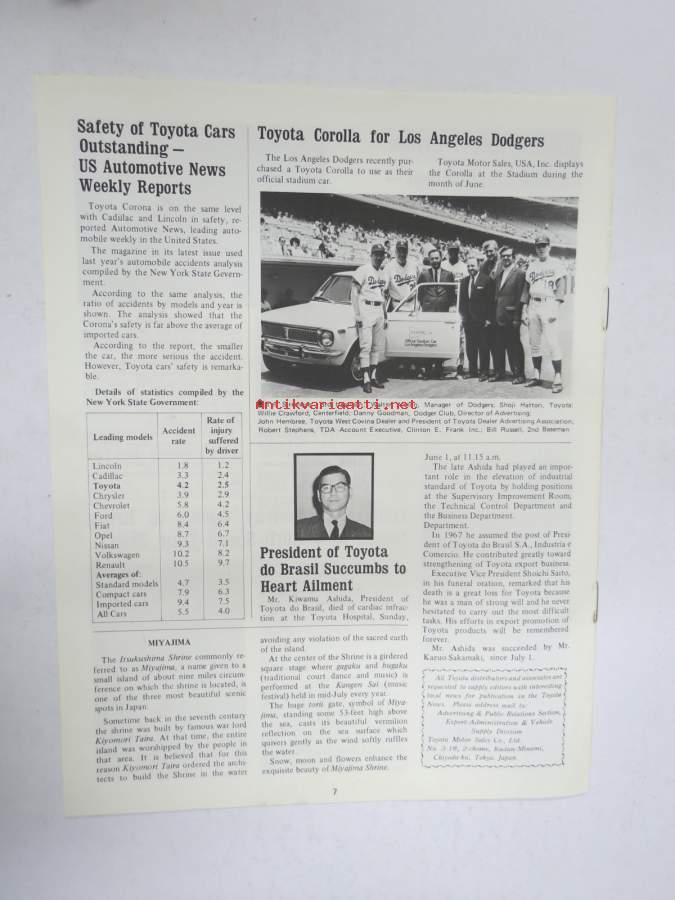 Safety of Toyota Cars
Outstanding —
US Automotive News
Weekly Reports
Toyota Corona is on the same level
with Cadillac and Lincoln in safety, re-
ported Automotive News, leading auto-
mobile weekly in the United States.
The magazine in its latest issue used
last year's automobile accidents analysis
compiled by the New York State Govern-
ment.
According to the same analysis, the
ratio of accidents by models and year is
shown. The analysis showed that the
Corona's safety is far above the average of
imported cars.
According to the report, the smaller
the car, the more serious the accident.
However, Toyota cars' safety is remarka-
ble.
Details of statistics compiled by the
New York State Government:
Leading models Accident rate Rate of injury suffered by driver
Lincoln 1.8 1.2
Cadillac 3.3 2.4
Toyota 4.2 2.5
Chrysler 3.9 2.9
Chevrolet 5.8 4.2
Ford 6.0 4.5
Fiat 8.4 6.4
Opel 8.7 6.7
Nissan 9.3 7.1
Volkswagen 10.2 8.2
Renault 10.5 9.7
Averages of:
Standard models 4.7 3.5
Compact cars 7.9 6.3
Imported cars 9.4 7.5
All Cars 5.5 4.0
Toyota Corolla for Los Angeles Dodgers
The Los Angeles Dodgers recently pur-
chased a Toyota Corolla to use as their
official stadium car.
Toyota Motor Sales, USA, Inc. displays
the Corolla at the Stadium during the
month of June.
Dodgers
Dodgers
Dodgers
18
Official Stadium Car
Los Angeles Dodgers
Antikvariaatti.net
Manager of Dodgers; Shoji Hattori, Toyota;
Willie Crawford, Centerfield; Danny Goodman, Dodger Club, Director of Advertising;
John Hembree, Toyota West Covina Dealer and President of Toyota Dealer Advertising Association;
Robert Stephens, TDA Account Executive, Clinton E. Frank Inc.; Bill Russell, 2nd Baseman
President of Toyota
do Brasil Succumbs to
Heart Ailment
Mr. Kiwamu Ashida, President of
Toyota do Brasil, died of cardiac infrac-
tion at the Toyota Hospital, Sunday,
June 1, at 11.15 a.m.
The late Ashida had played an impor-
tant role in the elevation of industrial
standard of Toyota by holding positions
at the Supervisory Improvement Room,
the Technical Control Department and
the Business Department.
Department.
In 1967 he assumed the post of Presi-
dent of Toyota do Brasil S.A., Industria e
Comercio. He contributed greatly toward
strengthening of Toyota export business.
Executive Vice President Shoichi Saito,
in his funeral oration, remarked that his
death is a great loss for Toyota because
he was a man of strong will and he never
hesitated to carry out the most difficult
tasks. His efforts in export promotion of
Toyota products will be remembered
forever.
Mr. Ashida was succeeded by Mr.
Kazuo Sakamaki, since July 1.
MIYAJIMA
The Itsukushima Shrine commonly re-
ferred to as Miyajima, a name given to a
small island of about nine miles circum-
ference on which the shrine is located, is
one of the three most beautiful scenic
spots in Japan.
Sometime back in the seventh century
the shrine was built by famous war lord
Kiyomori Taira. At that time, the entire
island was worshipped by the people in
that area. It is believed that for this
reason Kiyomori Taira ordered the archi-
tects to build the Shrine in the water
avoiding any violation of the sacred earth
of the island.
At the center of the Shrine is a girdered
square stage where gagaku and bugaku
(traditional court dance and music) is
performed at the Kangen Sai (music
festival) held in mid-July every year.
The huge torii gate, symbol of Miya-
jima, standing some 53-feet high above
the sea, casts its beautiful vermilion
reflection on the sea surface which
quivers gently as the wind softly ruffles
the water.
Snow, moon and flowers enhance the
exquisite beauty of Miyajima Shrine.
All Toyota distributors and associates are
requested to supply editors with interesting
local news for publication in the Toyota
News. Please address mail to:
Advertising & Public Relations Section,
Export Administration & Vehicle
Supply Division
Toyota Motor Sales Co., Ltd.
No. 3-18, 2-chome, Kudan-Minami,
Chiyoda-ku, Tokyo, Japan.
7